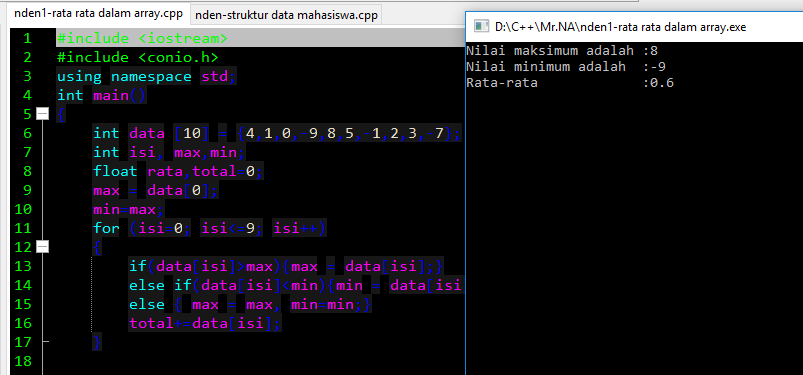 nden1-rata rata dalam array.cpp nden-struktur data mahasiswa.cpp
1 #include <iostream>
2 #include <conio.h>
3 using namespace std;
4 int main()
5 {
6 int data [10] = {4,1,0,-9,8,5,-1,2,3,-7};
7 int isi, max,min;
8 float rata,total=0;
9 max = data[0];
10 min=max;
11 for (isi=0; isi<=9; isi++)
12 {
13 if(data[isi]>max){max = data[isi];}
14 else if(data[isi]<min){min = data[isi
15 else { max = max, min=min;}
16 total+=data[isi];
17 }
18
D:\C++\Mr.NA\nden1-rata rata dalam array.exe
Nilai maksimum adalah :8
Nilai minimum adalah :-9
Rata-rata :0.6